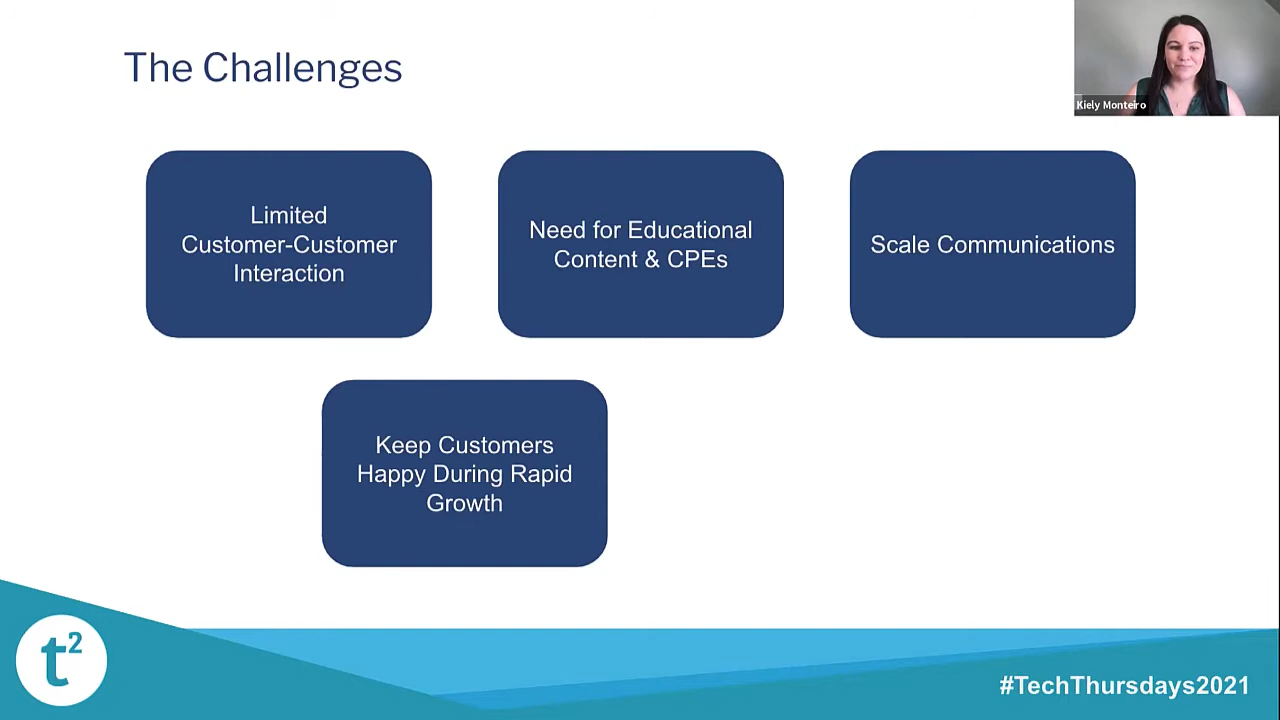 The Challenges
Kiely Monteiro
Limited
Customer-Customer
Interaction
Need for Educational
Content & CPEs
Scale Communications
Keep Customers
Happy During Rapid
Growth
t²
#TechThursdays2021